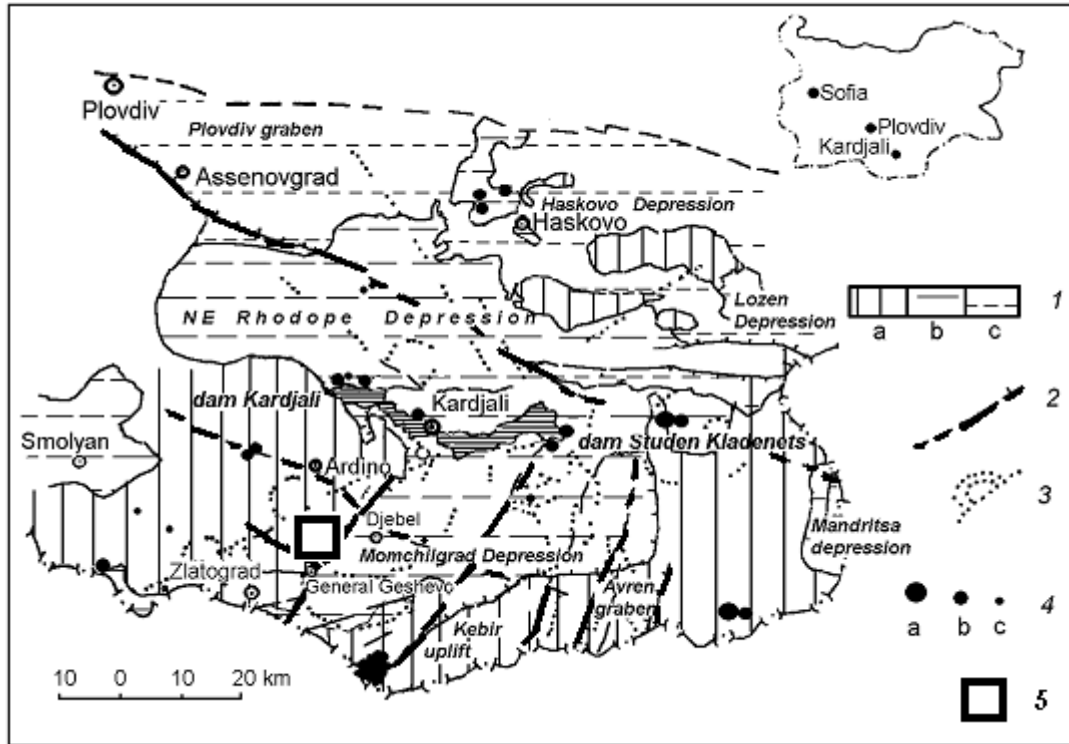 Plovdiv
Plovdiv graben
Assenovgrad
Haskovo Depression
Haskovo
Lozen
Depression
NE Rhodope Depression
dam Kardjali
Kardjali
dam Studen Kladenets
Smolyan
Ardino
Djebel
Momchilgrad Depression
Mandritsa
depression
Zlatograd
General Geshevo
Avren
graben
Kebir
uplift
10 0 10 20 km
Sofia
Plovdiv
Kardjali
1
a b c
2
3
4
a b c
5